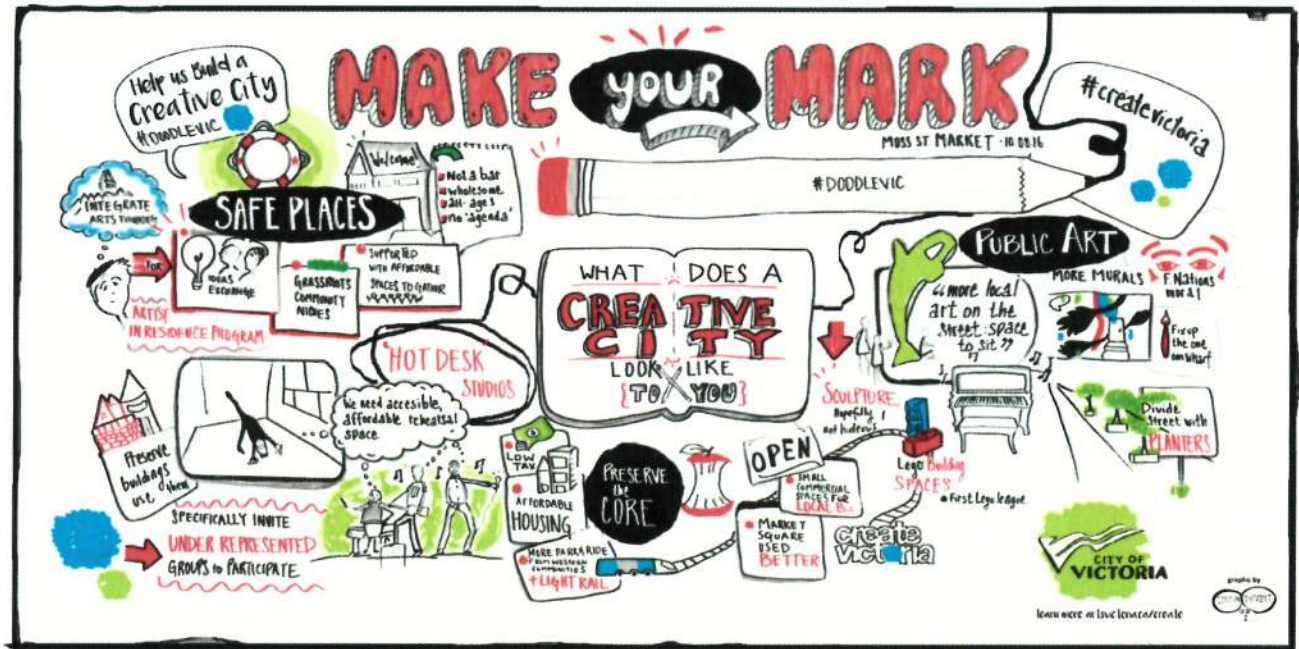 Help us Build a
Creative City
#DOODLEVIC
MAKE YOUR MARK
MOSS ST MARKET - 10.08.16
#DOODLEVIC
#createvictoria
INTEGRATE
ARTS THINKING
SAFE PLACES
Welcome
Not a bar
wholesome
all-ages
no "agenda"
FOR
IDEAS
EXCHANGE
GRASSROOTS
COMMUNITY
NICHES
SUPPORTED
WITH AFFORDABLE
SPACES TO GATHER
ARTIST
IN RESIDENCE PROGRAM
"HOT DESK"
STUDIOS
We need accesible,
affordable rehearsal
space
Preserve
buildings
use them
SPECIFICALLY INVITE
UNDER REPRESENTED
GROUPS to PARTICIPATE
WHAT DOES A
CREATIVE
CITY
LOOK LIKE
{TO YOU}
LOW
TAX
AFFORDABLE
HOUSING
MORE PARK & RIDE
FROM WESTERN
COMMUNITIES
+ LIGHT RAIL
PRESERVE
the
CORE
OPEN
SMALL
COMMERCIAL
SPACES FOR
LOCAL
MARKET
SQUARE
USED
BETTER
PUBLIC ART
MORE MURALS
F. Nations
moral
"more local
art on the
street: space
to sit"
Fix up
the one
on wharf
SCULPTURE
Hopefully
not hideous!
Lego Building
SPACES
First Lego league
Divide
Street with
PLANTERS
create
victoria
CITY OF
VICTORIA
graphic by